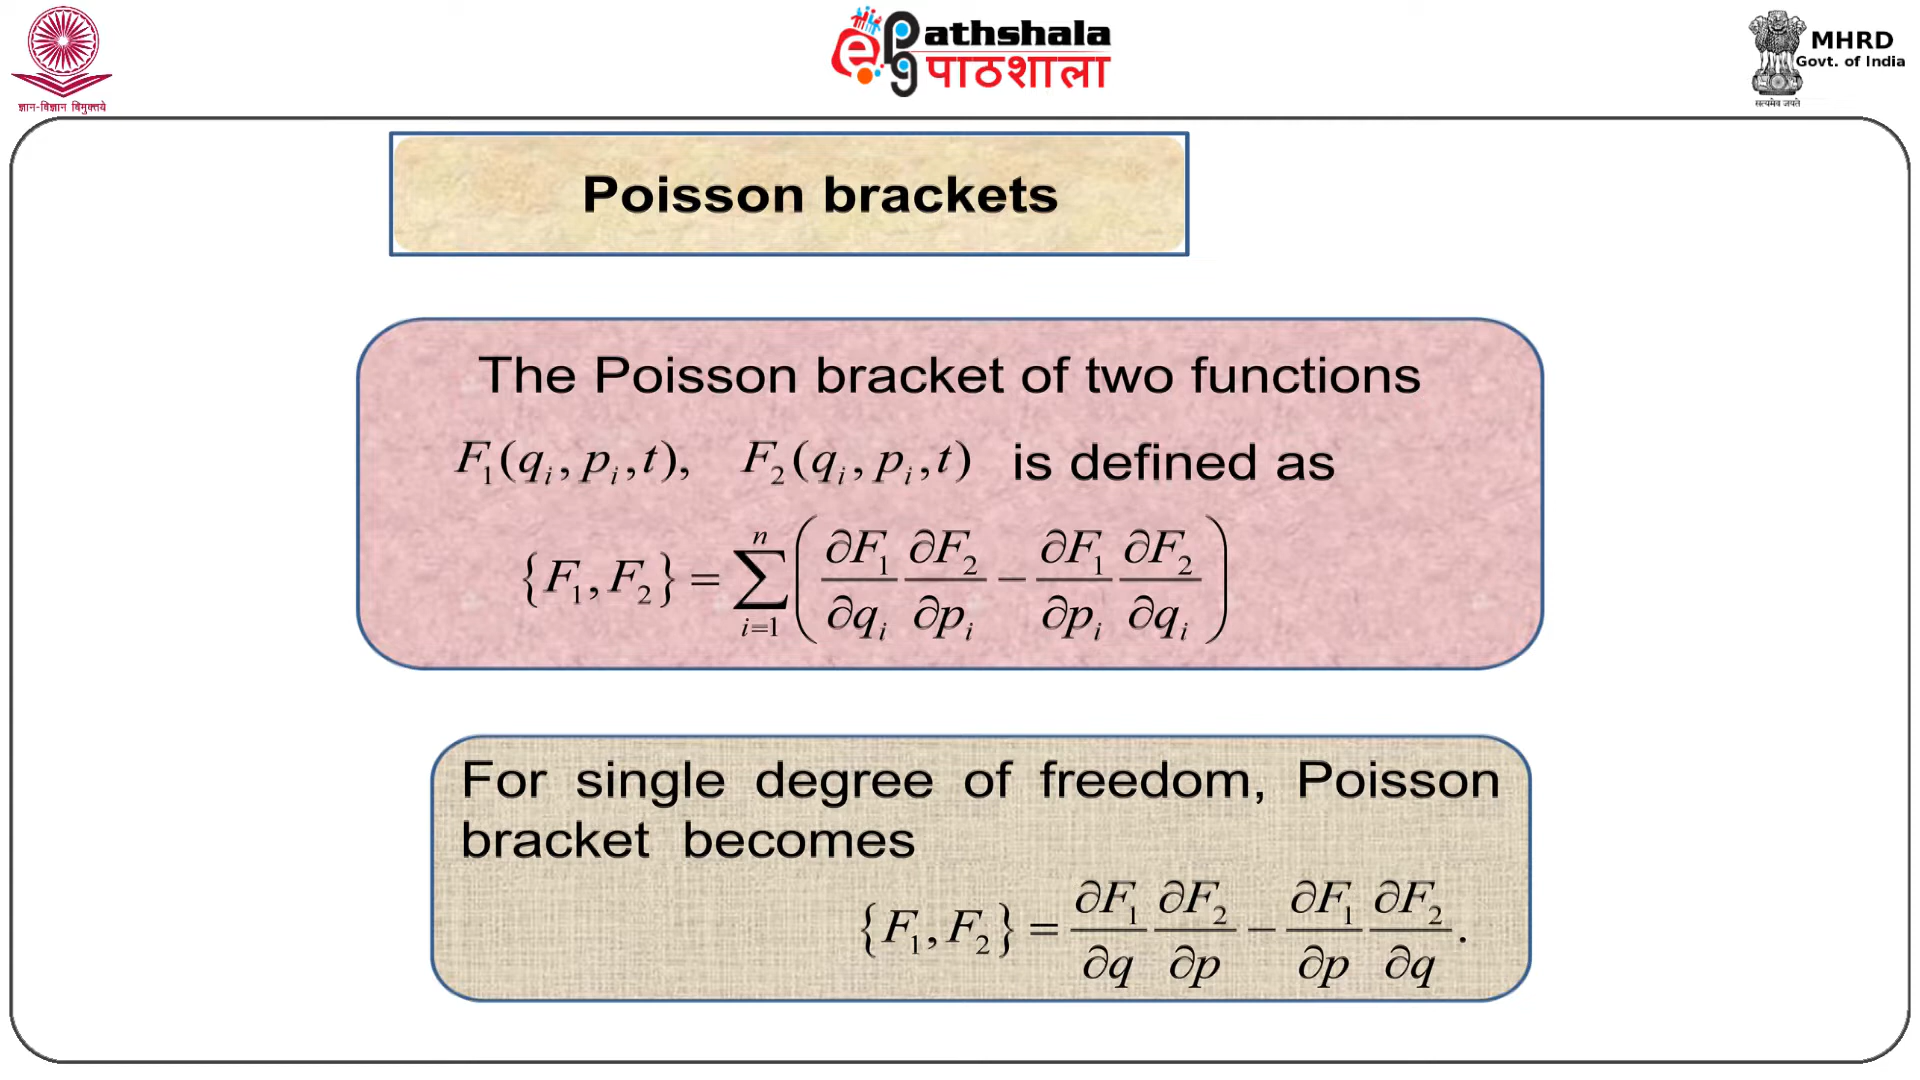 ज्ञान-विज्ञान विमुक्तये
ePG Pathshala
पाठशाला
MHRD
Govt. of India
सत्यमेव जयते
Poisson brackets
The Poisson bracket of two functions
F₁(qᵢ, pᵢ, t), F₂(qᵢ, pᵢ, t) is defined as
{F₁, F₂} = ∑ᵢ₌₁ⁿ (∂F₁/∂qᵢ ∂F₂/∂pᵢ − ∂F₁/∂pᵢ ∂F₂/∂qᵢ)
For single degree of freedom, Poisson
bracket becomes
{F₁, F₂} = ∂F₁/∂q ∂F₂/∂p − ∂F₁/∂p ∂F₂/∂q .